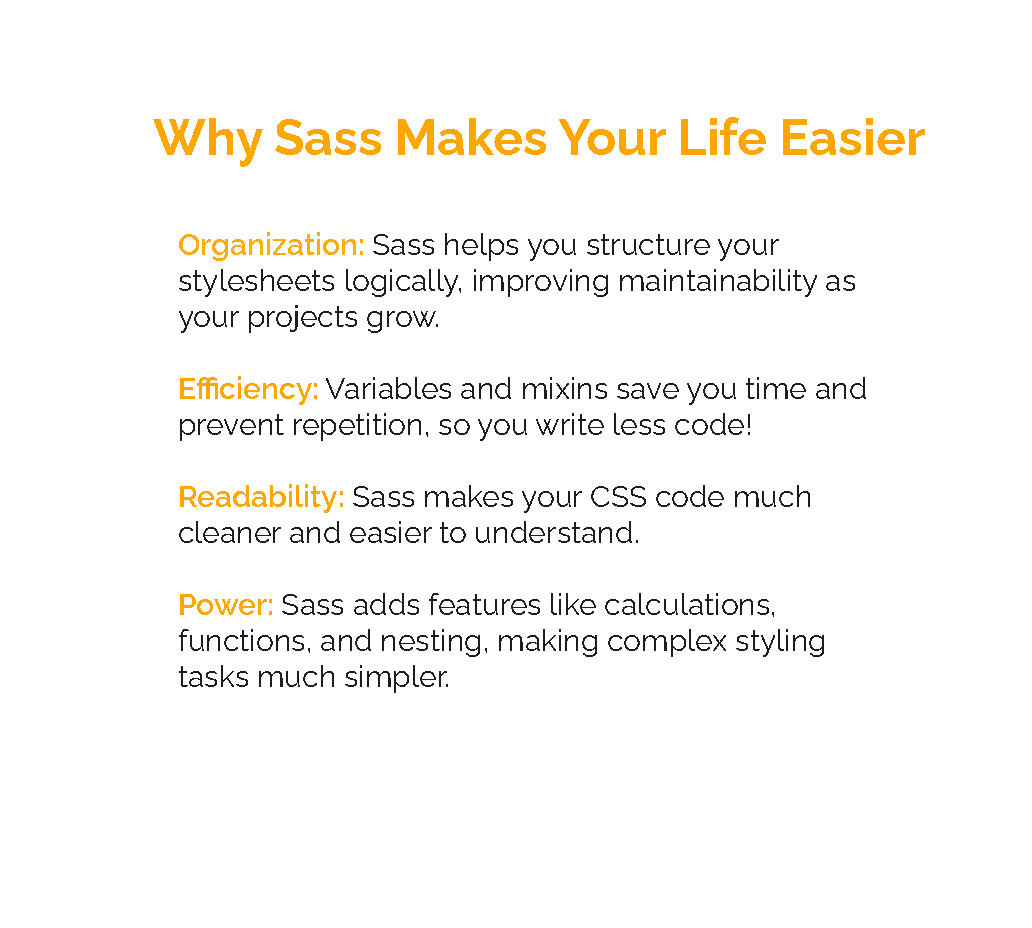 Why Sass Makes Your Life Easier
Organization: Sass helps you structure your
stylesheets logically, improving maintainability as
your projects grow.
Efficiency: Variables and mixins save you time and
prevent repetition, so you write less code!
Readability: Sass makes your CSS code much
cleaner and easier to understand.
Power: Sass adds features like calculations,
functions, and nesting, making complex styling
tasks much simpler.